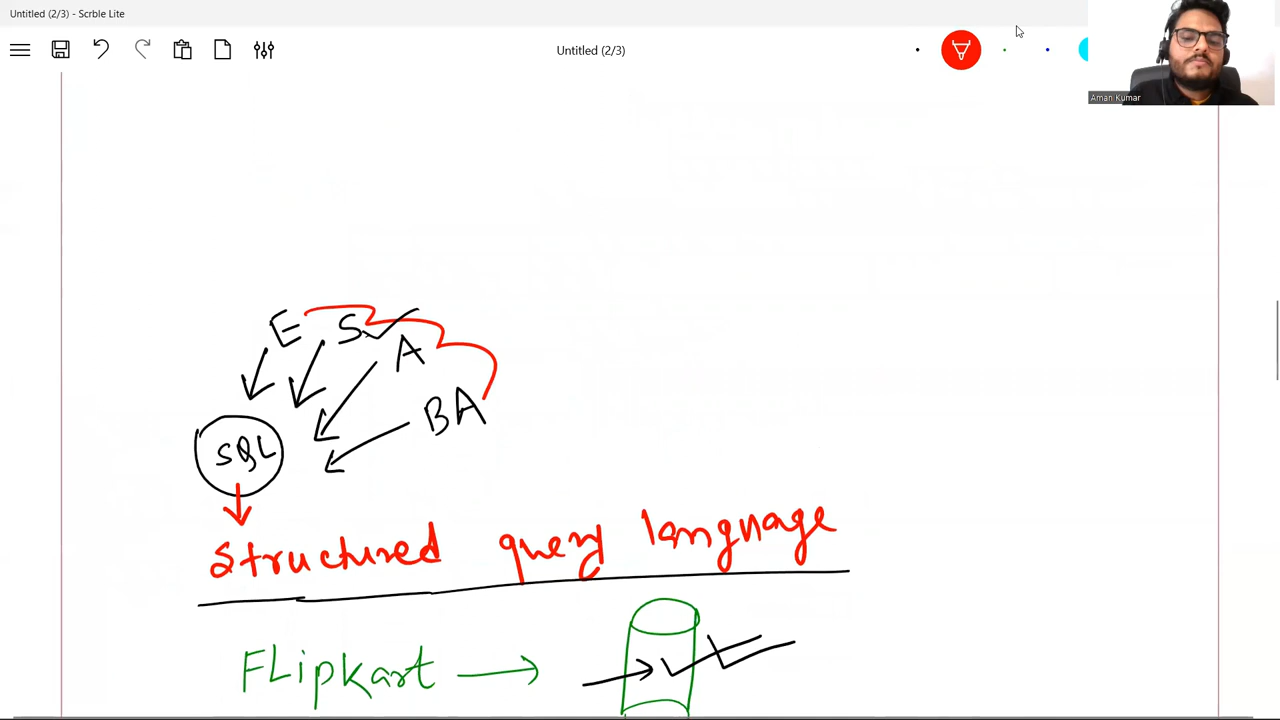 Untitled (2/3) - Scrble Lite
Untitled (2/3)
Aman Kumar
E S A
BA
SQL
Structured query language
FLipkart